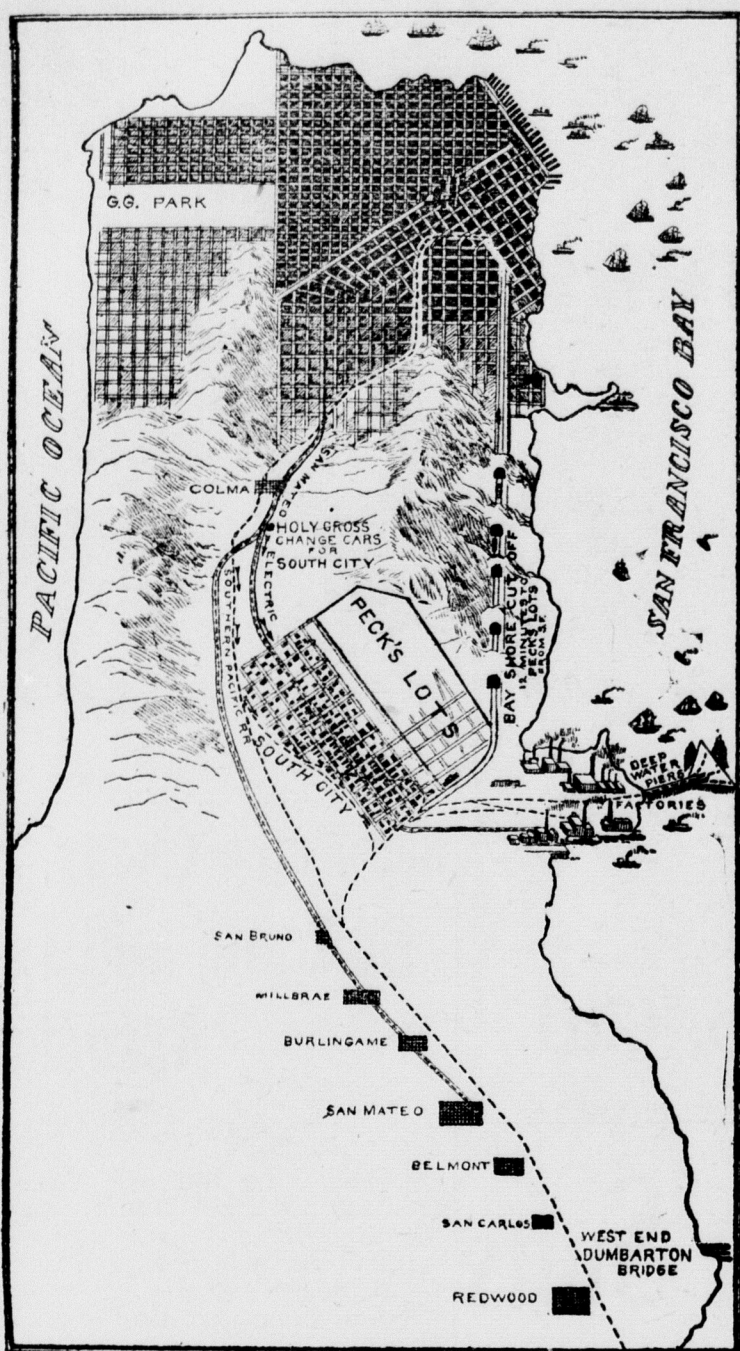 G.G. PARK
PACIFIC OCEAN
SAN FRANCISCO BAY
COLMA
SAN MATEO
ELECTRIC
HOLY CROSS
CHANGE CARS
FOR
SOUTH CITY
SOUTHERN PACIFIC RR
PECK'S LOTS
SOUTH CITY
BAY SHORE CUT OFF
12 MINUTES TO
PECKS LOTS
FROM S.F.
DEEP
WATER
PIERS
FACTORIES
SAN BRUNO
MILLBRAE
BURLINGAME
SAN MATEO
BELMONT
SAN CARLOS
WEST END
DUMBARTON
BRIDGE
REDWOOD